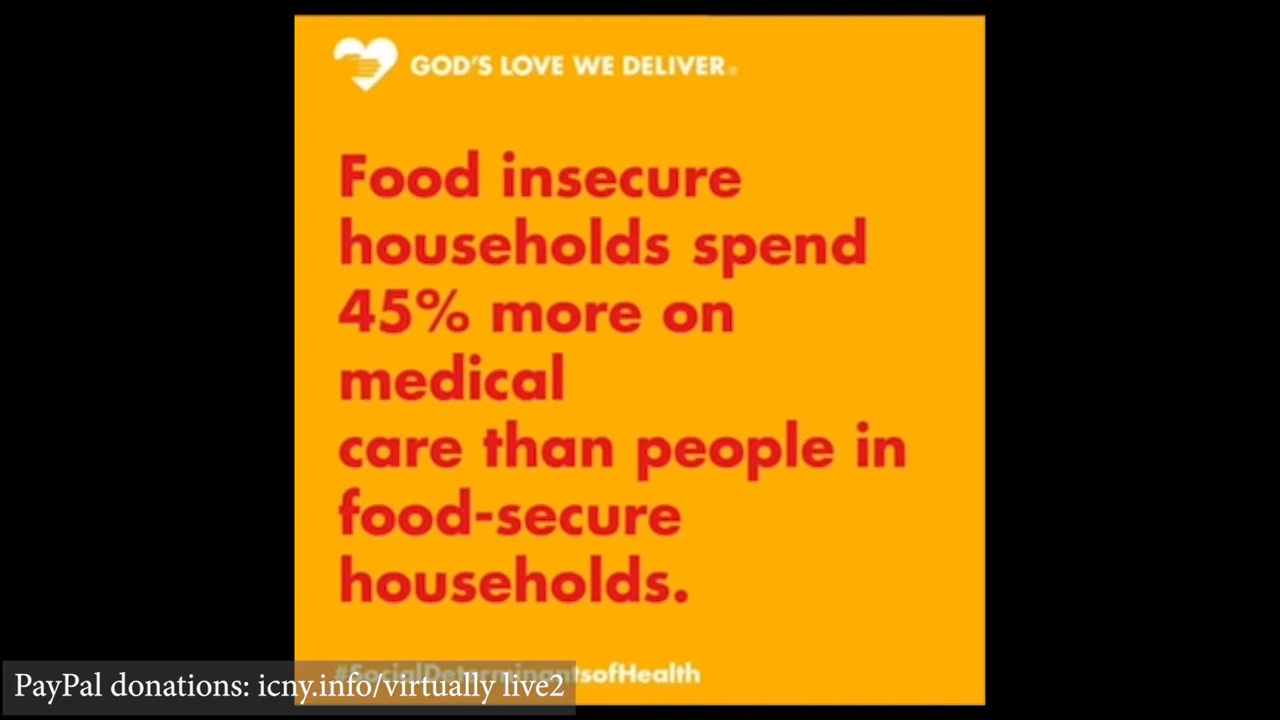 GOD'S LOVE WE DELIVER®
Food insecure
households spend
45% more on
medical
care than people in
food-secure
households.
#SocialDeterminantsofHealth
PayPal donations: icny.info/virtually live2